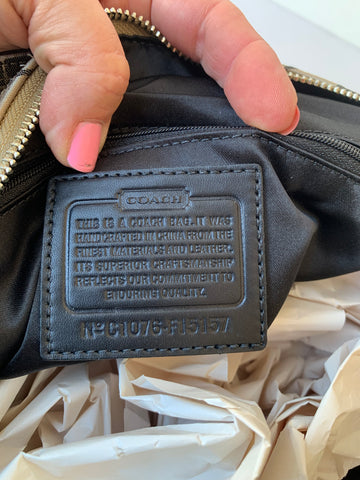 COACH
THIS IS A COACH BAG. IT WAS
HANDCRAFTED IN CHINA FROM THE
FINEST MATERIALS AND LEATHER.
ITS SUPERIOR CRAFTSMANSHIP
REFLECTS OUR COMMITMENT TO
ENDURING QUALITY.
Nº C1076-F15157